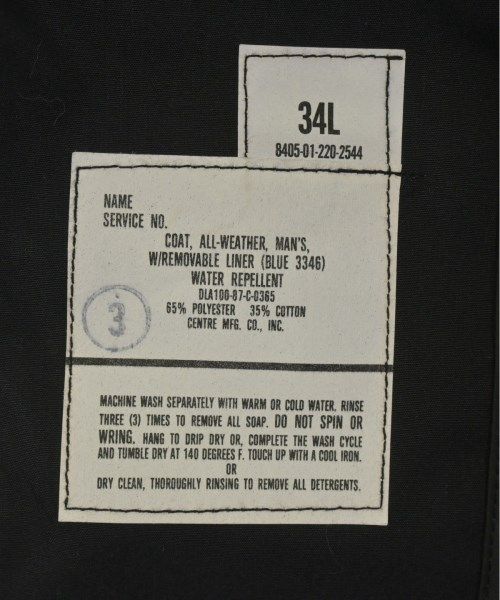 34L
8405-01-220-2544
NAME
SERVICE NO.
COAT, ALL-WEATHER, MAN'S,
W/REMOVABLE LINER (BLUE 3346)
WATER REPELLENT
DLA100-87-C-0365
65% POLYESTER 35% COTTON
CENTRE MFG. CO., INC.
3
MACHINE WASH SEPARATELY WITH WARM OR COLD WATER. RINSE
THREE (3) TIMES TO REMOVE ALL SOAP. DO NOT SPIN OR
WRING. HANG TO DRIP DRY OR, COMPLETE THE WASH CYCLE
AND TUMBLE DRY AT 140 DEGREES F. TOUCH UP WITH A COOL IRON.
OR
DRY CLEAN, THOROUGHLY RINSING TO REMOVE ALL DETERGENTS.